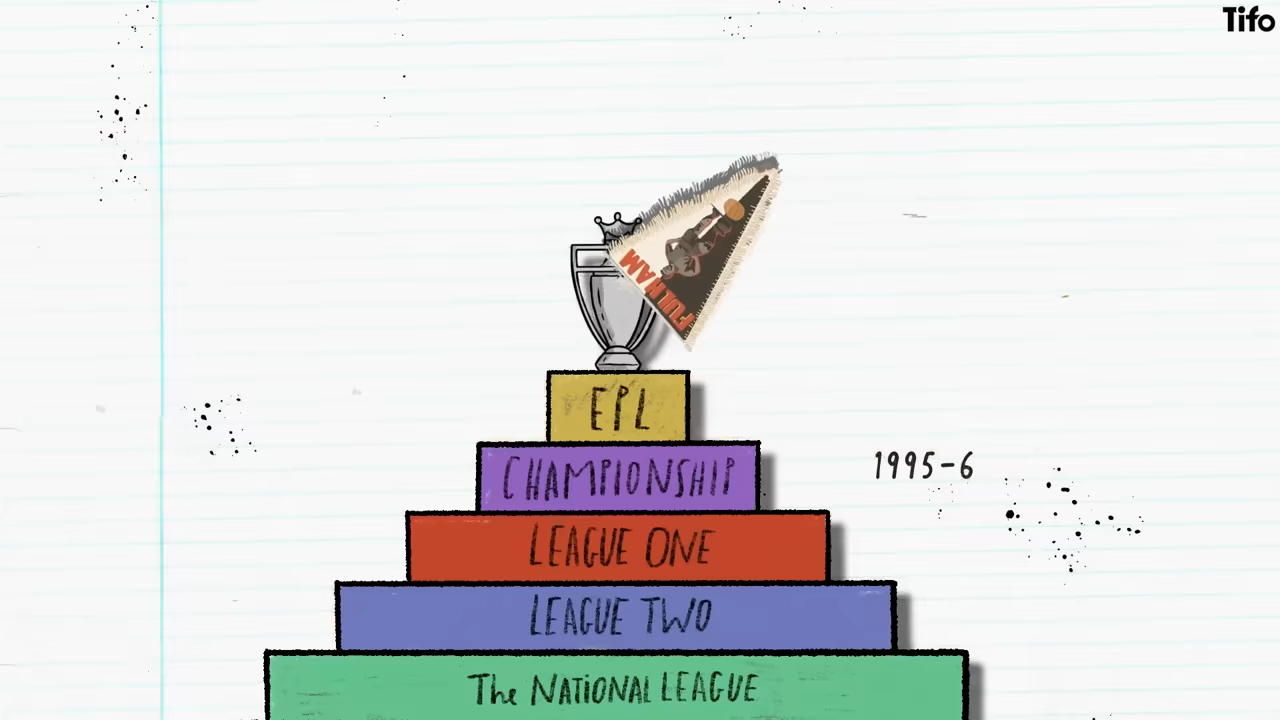 Tifo
FULHAM
EPL
CHAMPIONSHIP
1995-6
LEAGUE ONE
LEAGUE TWO
The NATIONAL LEAGUE